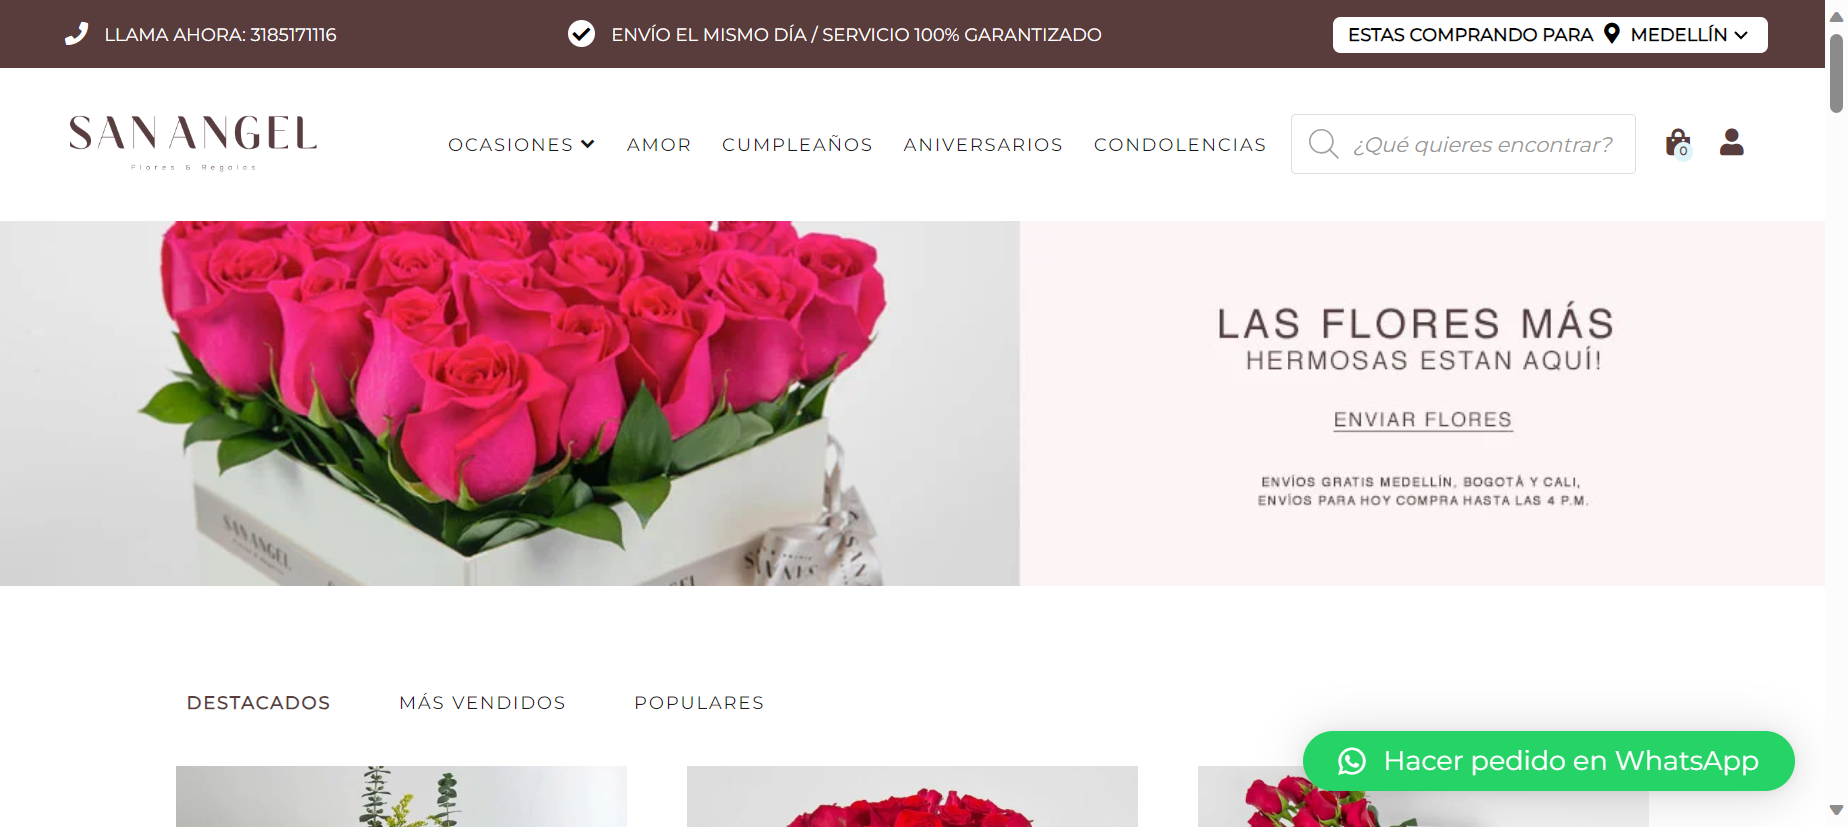 LLAMA AHORA: 3185171116
ENVÍO EL MISMO DÍA / SERVICIO 100% GARANTIZADO
ESTAS COMPRANDO PARA MEDELLÍN
SAN ANGEL
Flores & Regalos
OCASIONES
AMOR
CUMPLEAÑOS
ANIVERSARIOS
CONDOLENCIAS
¿Qué quieres encontrar?
0
LAS FLORES MÁS
HERMOSAS ESTAN AQUÍ!
ENVIAR FLORES
ENVÍOS GRATIS MEDELLÍN, BOGOTÁ Y CALI,
ENVÍOS PARA HOY COMPRA HASTA LAS 4 P.M.
SAN ANGEL
DESTACADOS
MÁS VENDIDOS
POPULARES
Hacer pedido en WhatsApp